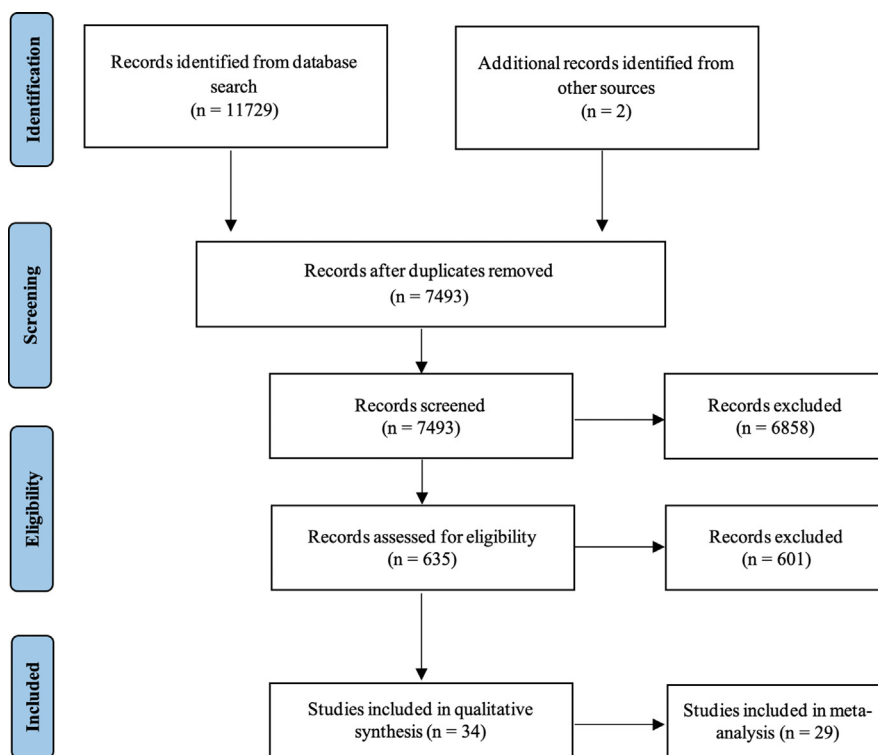 Identification
Records identified from database
search
(n = 11729)
Additional records identified from
other sources
(n = 2)
Screening
Records after duplicates removed
(n = 7493)
Records screened
(n = 7493)
Records excluded
(n = 6858)
Eligibility
Records assessed for eligibility
(n = 635)
Records excluded
(n = 601)
Included
Studies included in qualitative
synthesis (n = 34)
Studies included in meta-
analysis (n = 29)